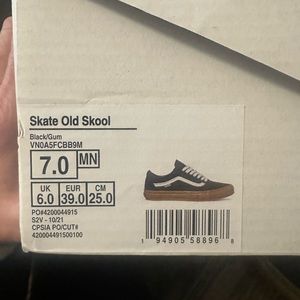 Skate Old Skool
Black/Gum
VN0A5FCBB9M
7.0 MN
UK EUR CM
6.0 39.0 25.0
PO#4200044915
S2V - 10/21
CPSIA PO/CUT#
420004491500100
1 94905 58896 8